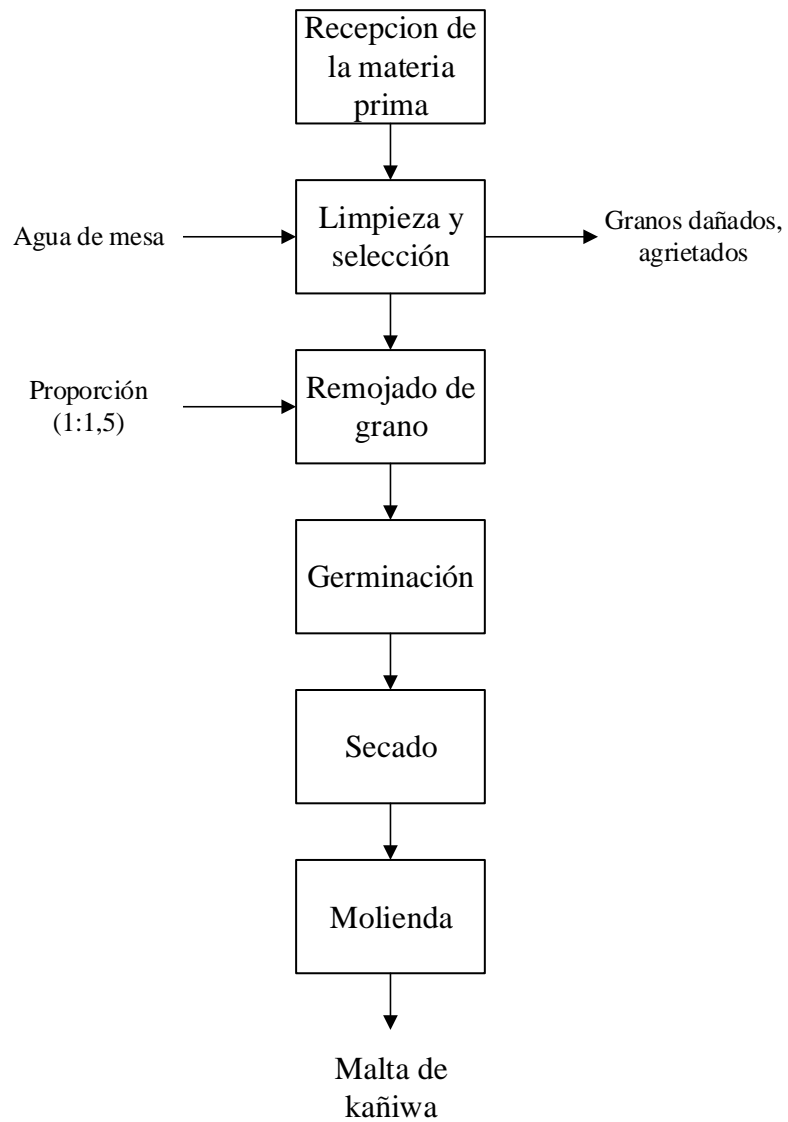 Recepcion de
la materia
prima
Agua de mesa
Limpieza y
selección
Granos dañados,
agrietados
Proporción
(1:1,5)
Remojado de
grano
Germinación
Secado
Molienda
Malta de
kañiwa